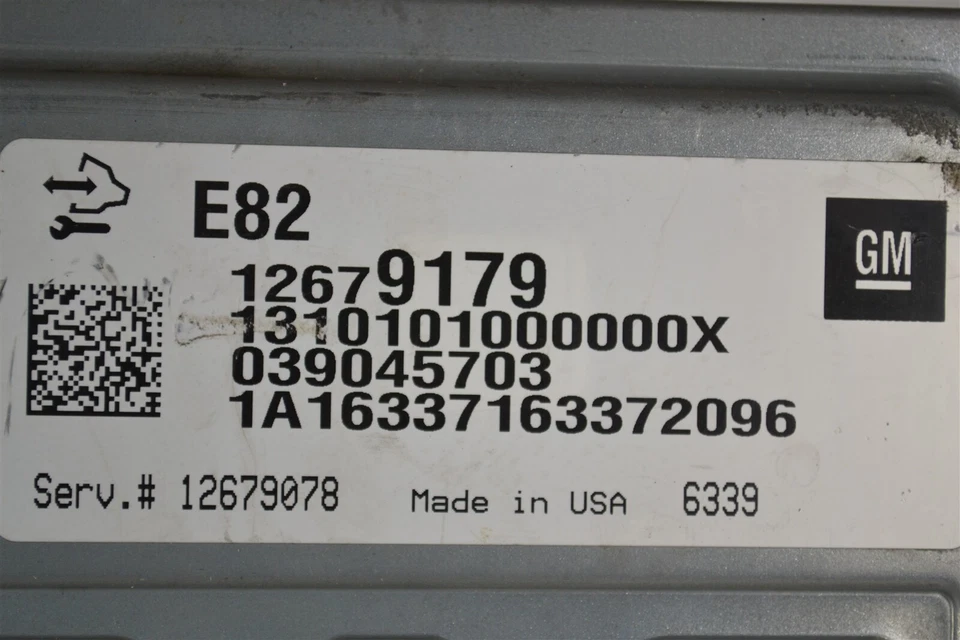 E82
GM
12679179
1310101000000X
039045703
1A16337163372096
Serv.# 12679078 Made in USA 6339